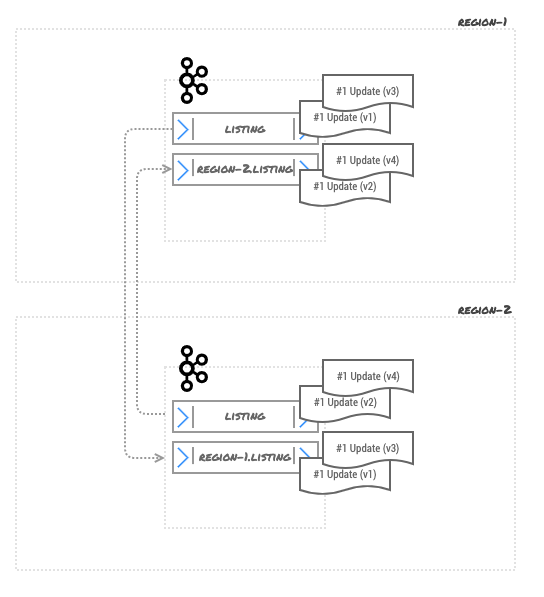 REGION-1
#1 Update (v3)
#1 Update (v1)
LISTING
#1 Update (v4)
REGION-2.LISTING
#1 Update (v2)
REGION-2
#1 Update (v4)
#1 Update (v2)
LISTING
#1 Update (v3)
REGION-1.LISTING
#1 Update (v1)